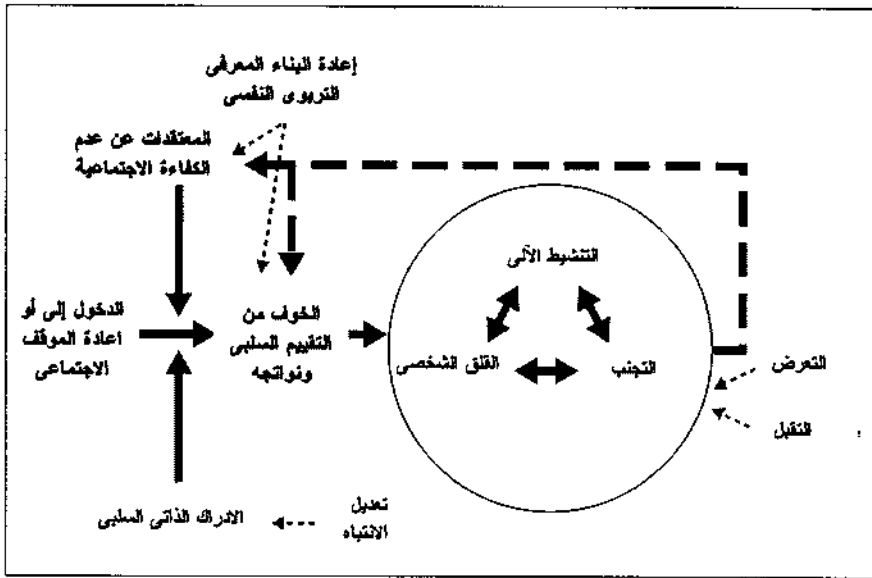 إعادة البناء المعرفى
التربوى النفسى
المعتقدات عن عدم
الكفاءة الاجتماعية
التنشيط الآلى
الدخول إلى أو
اعادة الموقف
الاجتماعى
الخوف من
التقييم السلبى
ونواتجه
القلق الشخصى
التجنب
التعرض
التقبل
الادراك الذاتى السلبى
تعديل
الانتباه